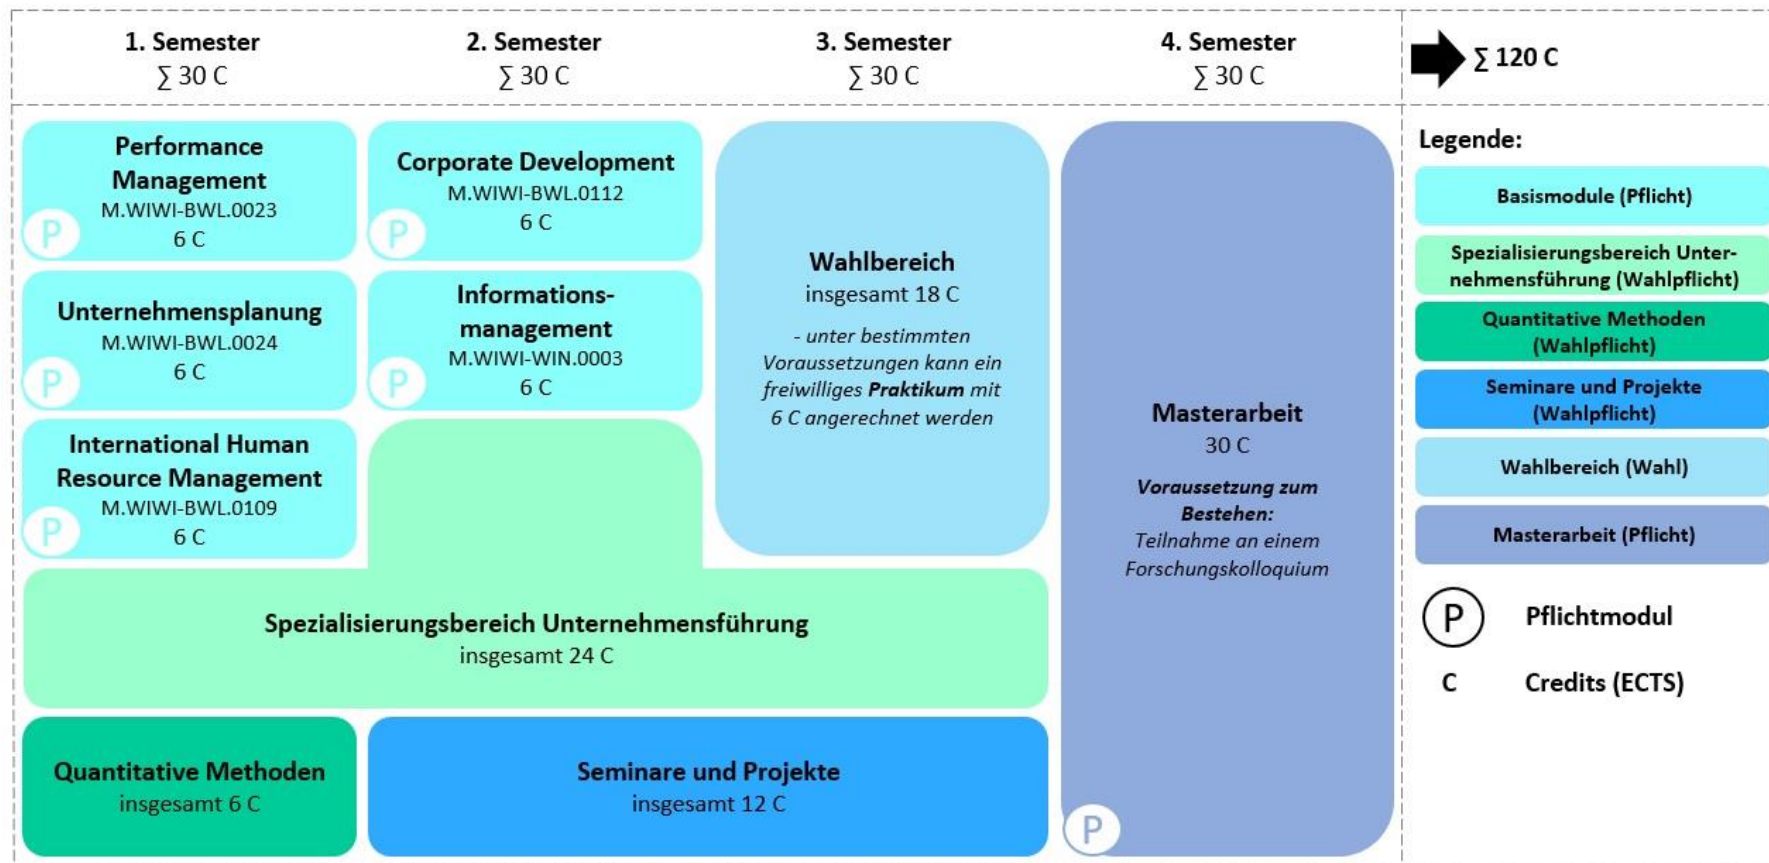 1. Semester
∑ 30 C
2. Semester
∑ 30 C
3. Semester
∑ 30 C
4. Semester
∑ 30 C
∑ 120 C
Performance
Management
M.WIWI-BWL.0023
6 C
P
Unternehmensplanung
M.WIWI-BWL.0024
6 C
P
International Human
Resource Management
M.WIWI-BWL.0109
6 C
P
Corporate Development
M.WIWI-BWL.0112
6 C
P
Informations-
management
M.WIWI-WIN.0003
6 C
P
Wahlbereich
insgesamt 18 C
- unter bestimmten
Voraussetzungen kann ein
freiwilliges Praktikum mit
6 C angerechnet werden
Spezialisierungsbereich Unternehmensführung
insgesamt 24 C
Quantitative Methoden
insgesamt 6 C
Seminare und Projekte
insgesamt 12 C
Masterarbeit
30 C
Voraussetzung zum
Bestehen:
Teilnahme an einem
Forschungskolloquium
P
Legende:
Basismodule (Pflicht)
Spezialisierungsbereich Unter-
nehmensführung (Wahlpflicht)
Quantitative Methoden
(Wahlpflicht)
Seminare und Projekte
(Wahlpflicht)
Wahlbereich (Wahl)
Masterarbeit (Pflicht)
P Pflichtmodul
C Credits (ECTS)